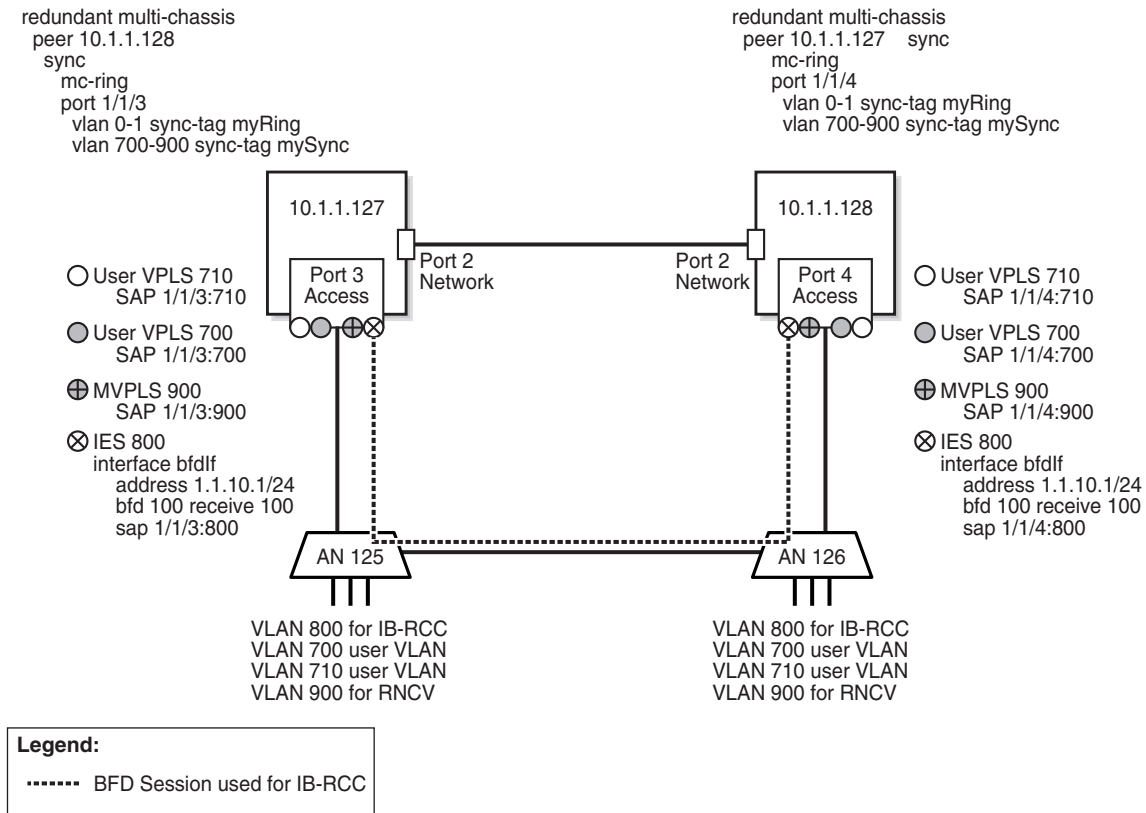 redundant multi-chassis
peer 10.1.1.128
sync
mc-ring
port 1/1/3
vlan 0-1 sync-tag myRing
vlan 700-900 sync-tag mySync
redundant multi-chassis
peer 10.1.1.127 sync
mc-ring
port 1/1/4
vlan 0-1 sync-tag myRing
vlan 700-900 sync-tag mySync
10.1.1.127
Port 2
Network
Port 3
Access
10.1.1.128
Port 2
Network
Port 4
Access
User VPLS 710
SAP 1/1/3:710
User VPLS 700
SAP 1/1/3:700
MVPLS 900
SAP 1/1/3:900
IES 800
interface bfdIf
address 1.1.10.1/24
bfd 100 receive 100
sap 1/1/3:800
User VPLS 710
SAP 1/1/4:710
User VPLS 700
SAP 1/1/4:700
MVPLS 900
SAP 1/1/4:900
IES 800
interface bfdIf
address 1.1.10.1/24
bfd 100 receive 100
sap 1/1/4:800
AN 125
AN 126
VLAN 800 for IB-RCC
VLAN 700 user VLAN
VLAN 710 user VLAN
VLAN 900 for RNCV
VLAN 800 for IB-RCC
VLAN 700 user VLAN
VLAN 710 user VLAN
VLAN 900 for RNCV
Legend:
BFD Session used for IB-RCC